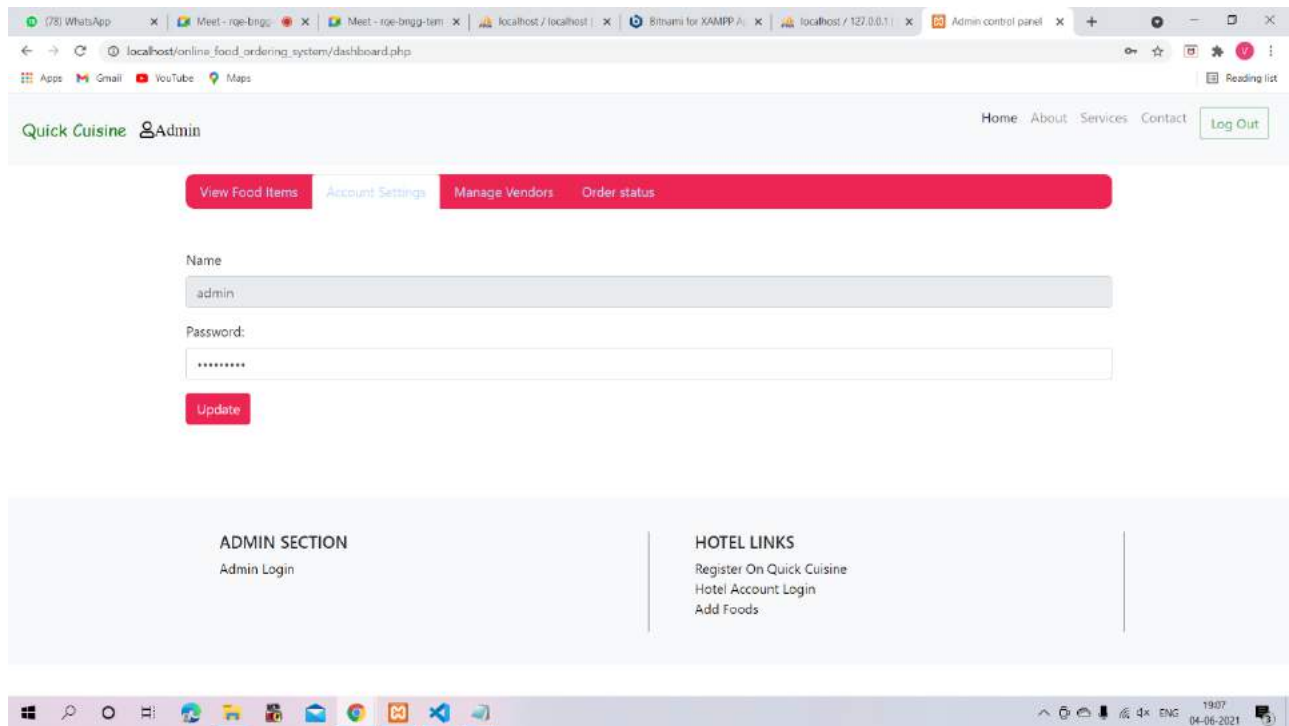 (78) WhatsApp
Meet - rqe-bngg-
Meet - rqe-bngg-tem
localhost / localhost |
Bitnami for XAMPP A
localhost / 127.0.0.1 |
Admin control panel
localhost/online_food_ordering_system/dashboard.php
Apps Gmail YouTube Maps Reading list
Quick Cuisine Admin Home About Services Contact Log Out
View Food Items Account Settings Manage Vendors Order status
Name
admin
Password:
Update
ADMIN SECTION
Admin Login
HOTEL LINKS
Register On Quick Cuisine
Hotel Account Login
Add Foods
ENG 19:07
04-06-2021